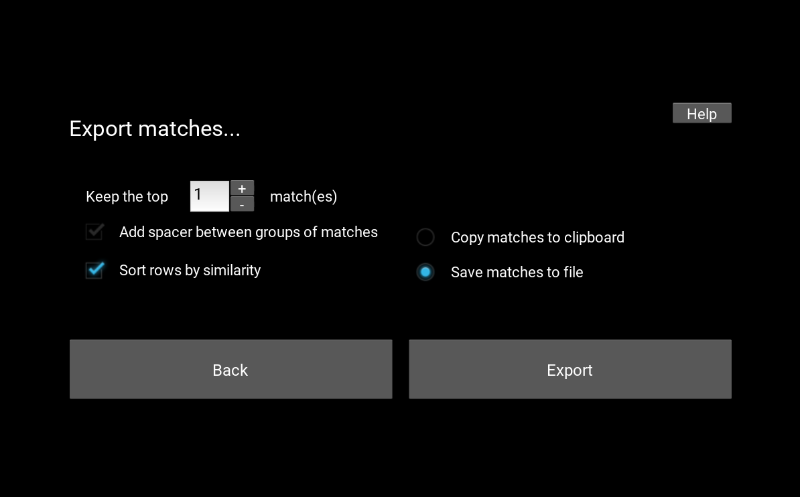 Help
Export matches...
Keep the top 1 + - match(es)
Add spacer between groups of matches
Copy matches to clipboard
Sort rows by similarity
Save matches to file
Back
Export